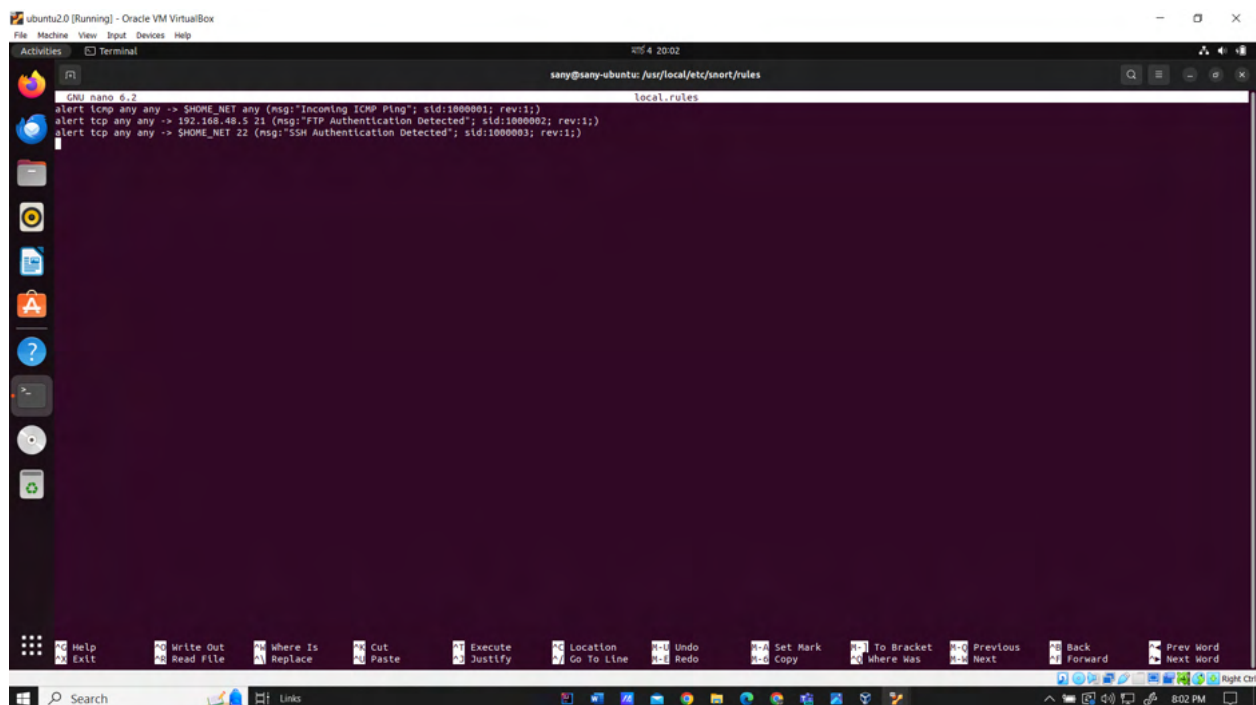 ubuntu2.0 [Running] - Oracle VM VirtualBox
File Machine View Input Devices Help
Activities Terminal মার্চ 4 20:02
sany@sany-ubuntu: /usr/local/etc/snort/rules
GNU nano 6.2 local.rules
alert icmp any any -> $HOME_NET any (msg:"Incoming ICMP Ping"; sid:1000001; rev:1;)
alert tcp any any -> 192.168.48.5 21 (msg:"FTP Authentication Detected"; sid:1000002; rev:1;)
alert tcp any any -> $HOME_NET 22 (msg:"SSH Authentication Detected"; sid:1000003; rev:1;)
^G Help ^O Write Out ^W Where Is ^K Cut ^T Execute ^C Location M-U Undo M-A Set Mark M-] To Bracket M-Q Previous ^B Back ^◀ Prev Word
^X Exit ^R Read File ^\ Replace ^U Paste ^J Justify ^/ Go To Line M-E Redo M-6 Copy ^Q Where Was M-W Next ^F Forward ^▶ Next Word
Right Ctrl
Search Links 8:02 PM